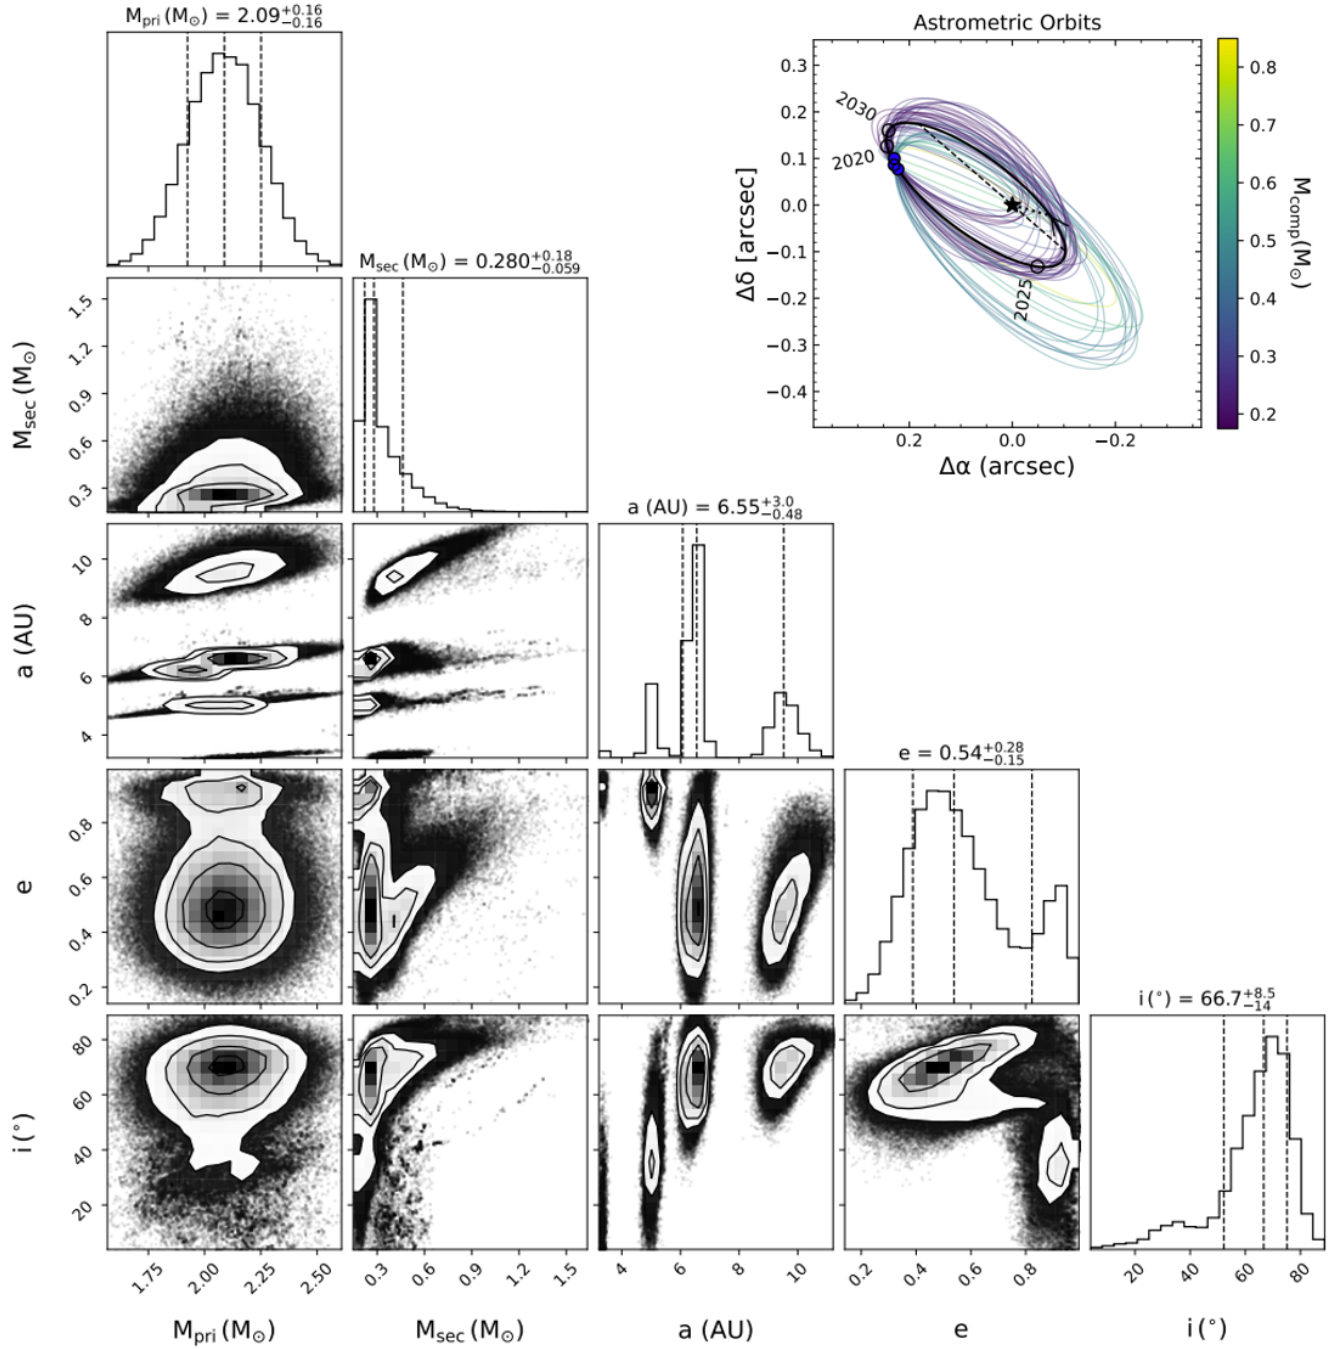 M_pri (M_⊙) = 2.09^{+0.16}_{−0.16}
Astrometric Orbits
0.3
0.2
0.1
0.0
−0.1
−0.2
−0.3
−0.4
Δδ [arcsec]
2030
2020
2025
0.2 0.0 −0.2
Δα (arcsec)
0.8
0.7
0.6
0.5
0.4
0.3
0.2
M_comp(M_⊙)
M_sec (M_⊙) = 0.280^{+0.18}_{−0.059}
1.5
1.2
0.9
0.6
0.3
M_sec (M_⊙)
a (AU) = 6.55^{+3.0}_{−0.48}
10
8
6
4
a (AU)
e = 0.54^{+0.28}_{−0.15}
0.8
0.6
0.4
0.2
e
i (°) = 66.7^{+8.5}_{−14}
80
60
40
20
i (°)
1.75 2.00 2.25 2.50
0.3 0.6 0.9 1.2 1.5
4 6 8 10
0.2 0.4 0.6 0.8
20 40 60 80
M_pri (M_⊙)
M_sec (M_⊙)
a (AU)
e
i (°)